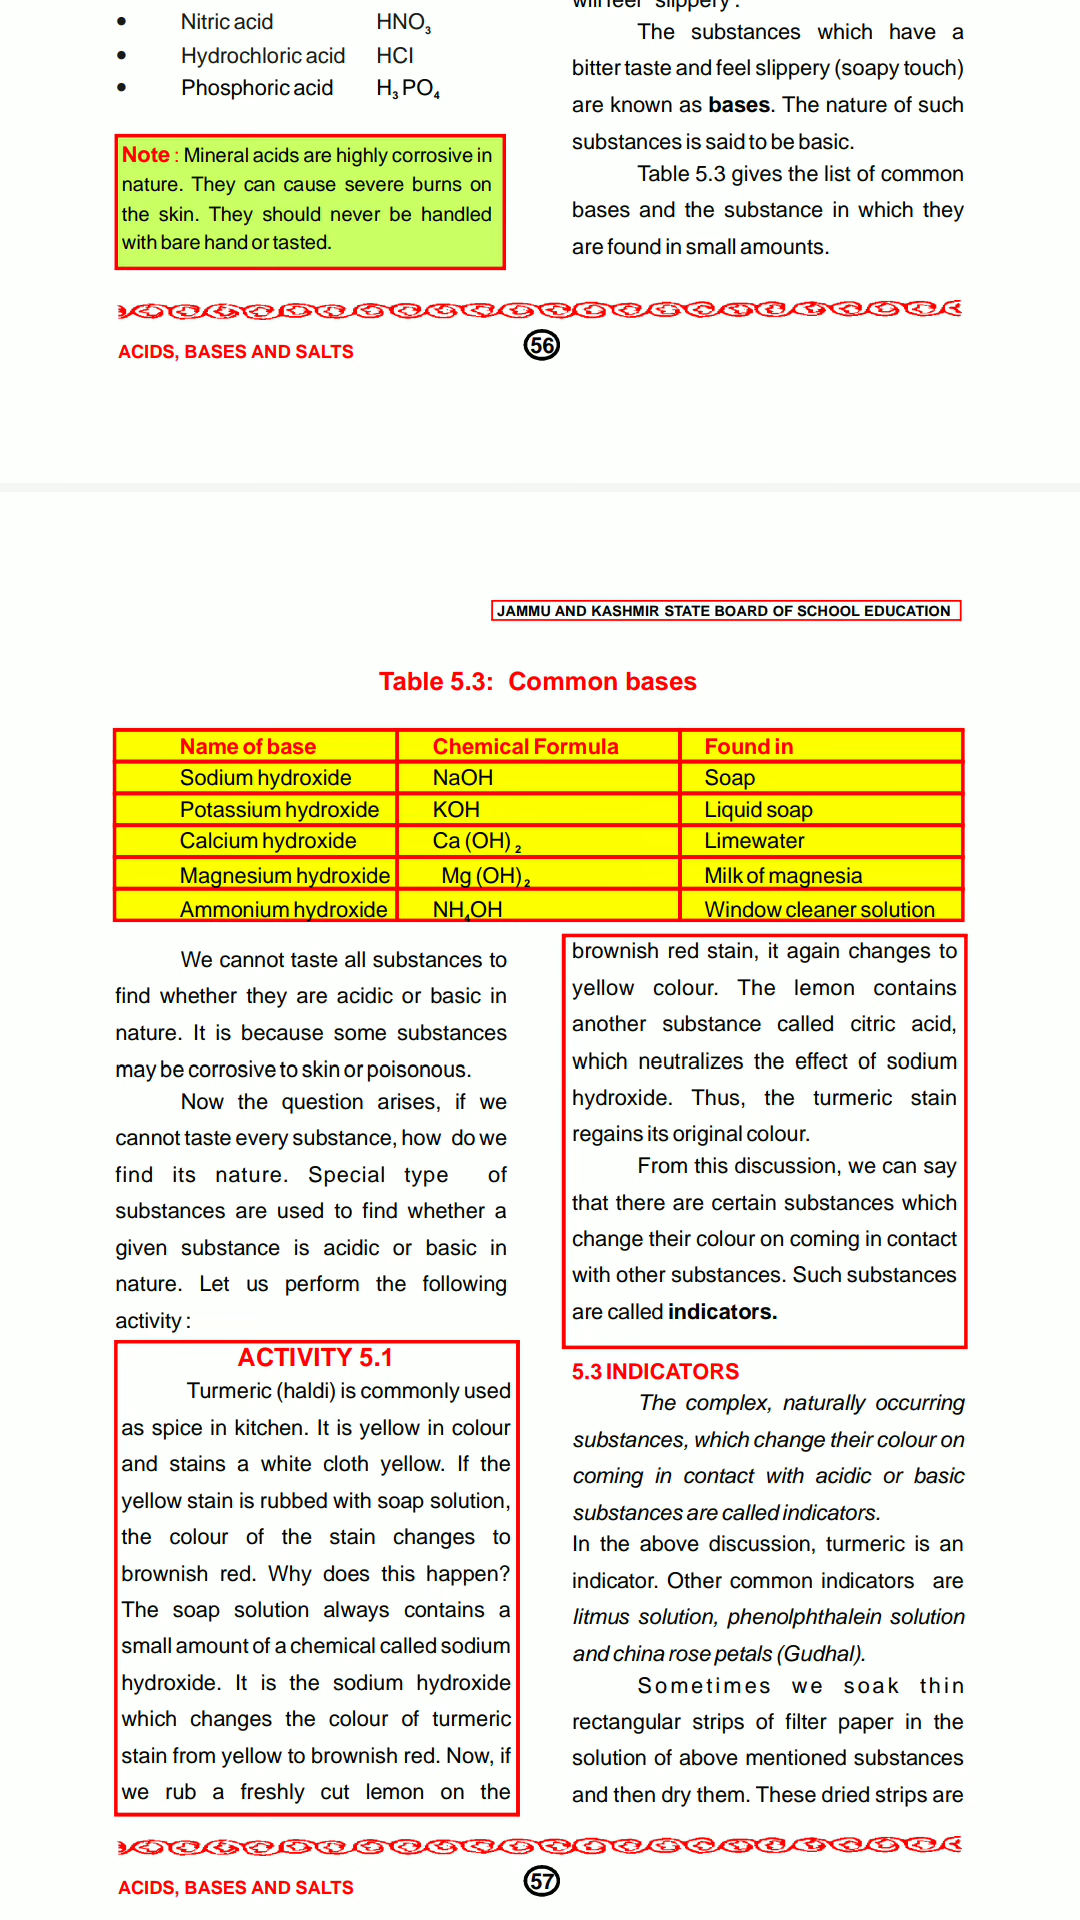 • Nitric acid HNO3
• Hydrochloric acid HCl
• Phosphoric acid H3 PO4
Note : Mineral acids are highly corrosive in
nature. They can cause severe burns on
the skin. They should never be handled
with bare hand or tasted.
will feel 'slippery'.
The substances which have a
bitter taste and feel slippery (soapy touch)
are known as bases. The nature of such
substances is said to be basic.
Table 5.3 gives the list of common
bases and the substance in which they
are found in small amounts.
ACIDS, BASES AND SALTS
56
JAMMU AND KASHMIR STATE BOARD OF SCHOOL EDUCATION
Table 5.3: Common bases
Name of base Chemical Formula Found in
Sodium hydroxide NaOH Soap
Potassium hydroxide KOH Liquid soap
Calcium hydroxide Ca (OH) 2 Limewater
Magnesium hydroxide Mg (OH)2 Milk of magnesia
Ammonium hydroxide NH4OH Window cleaner solution
We cannot taste all substances to
find whether they are acidic or basic in
nature. It is because some substances
may be corrosive to skin or poisonous.
Now the question arises, if we
cannot taste every substance, how do we
find its nature. Special type of
substances are used to find whether a
given substance is acidic or basic in
nature. Let us perform the following
activity :
ACTIVITY 5.1
Turmeric (haldi) is commonly used
as spice in kitchen. It is yellow in colour
and stains a white cloth yellow. If the
yellow stain is rubbed with soap solution,
the colour of the stain changes to
brownish red. Why does this happen?
The soap solution always contains a
small amount of a chemical called sodium
hydroxide. It is the sodium hydroxide
which changes the colour of turmeric
stain from yellow to brownish red. Now, if
we rub a freshly cut lemon on the
brownish red stain, it again changes to
yellow colour. The lemon contains
another substance called citric acid,
which neutralizes the effect of sodium
hydroxide. Thus, the turmeric stain
regains its original colour.
From this discussion, we can say
that there are certain substances which
change their colour on coming in contact
with other substances. Such substances
are called indicators.
5.3 INDICATORS
The complex, naturally occurring
substances, which change their colour on
coming in contact with acidic or basic
substances are called indicators.
In the above discussion, turmeric is an
indicator. Other common indicators are
litmus solution, phenolphthalein solution
and china rose petals (Gudhal).
Sometimes we soak thin
rectangular strips of filter paper in the
solution of above mentioned substances
and then dry them. These dried strips are
ACIDS, BASES AND SALTS
57